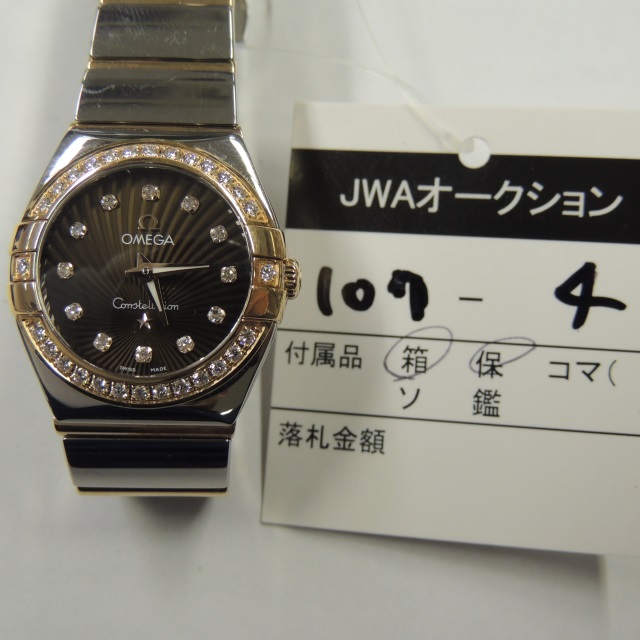 OMEGA
Constellation
SWISS MADE
JWAオークション
107 - 4
付属品 箱 保 コマ(
ソ 鑑
落札金額